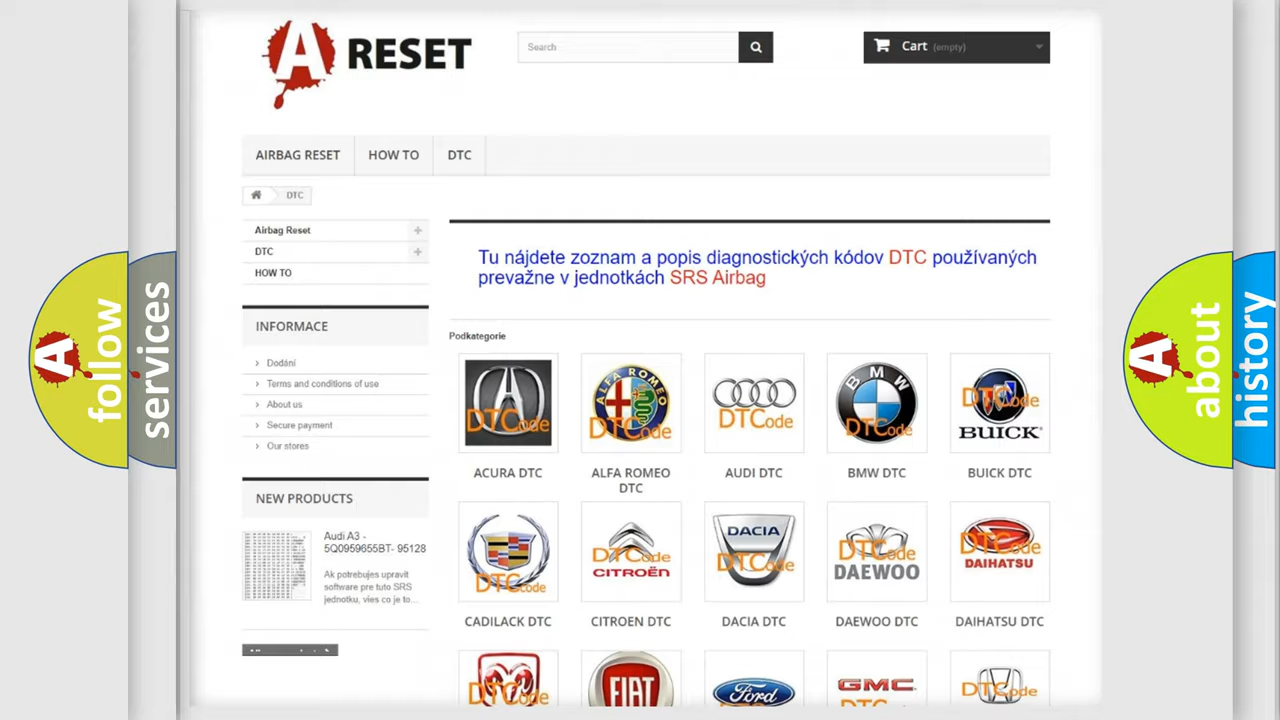 A RESET
Search
Cart (empty)
AIRBAG RESET
HOW TO
DTC
DTC
Airbag Reset
DTC
HOW TO
INFORMACE
Dodání
Terms and conditions of use
About us
Secure payment
Our stores
NEW PRODUCTS
Audi A3 -
5Q0959655BT- 95128
Ak potrebujes upravit
software pre tuto SRS
jednotku, vies co je to...
Tu nájdete zoznam a popis diagnostických kódov DTC používaných
prevažne v jednotkách SRS Airbag
Podkategorie
DTCode
ALFA ROMEO
DTCode
DTCode
BMW
DTCode
DTCode
BUICK
ACURA DTC
ALFA ROMEO
DTC
AUDI DTC
BMW DTC
BUICK DTC
DTCode
DTCode
CITROËN
DACIA
DTCode
DTCode
DAEWOO
DTCode
DAIHATSU
CADILACK DTC
CITROEN DTC
DACIA DTC
DAEWOO DTC
DAIHATSU DTC
DTCode
FIAT
Ford
GMC
DTCode
A
follow
services
A
about
history